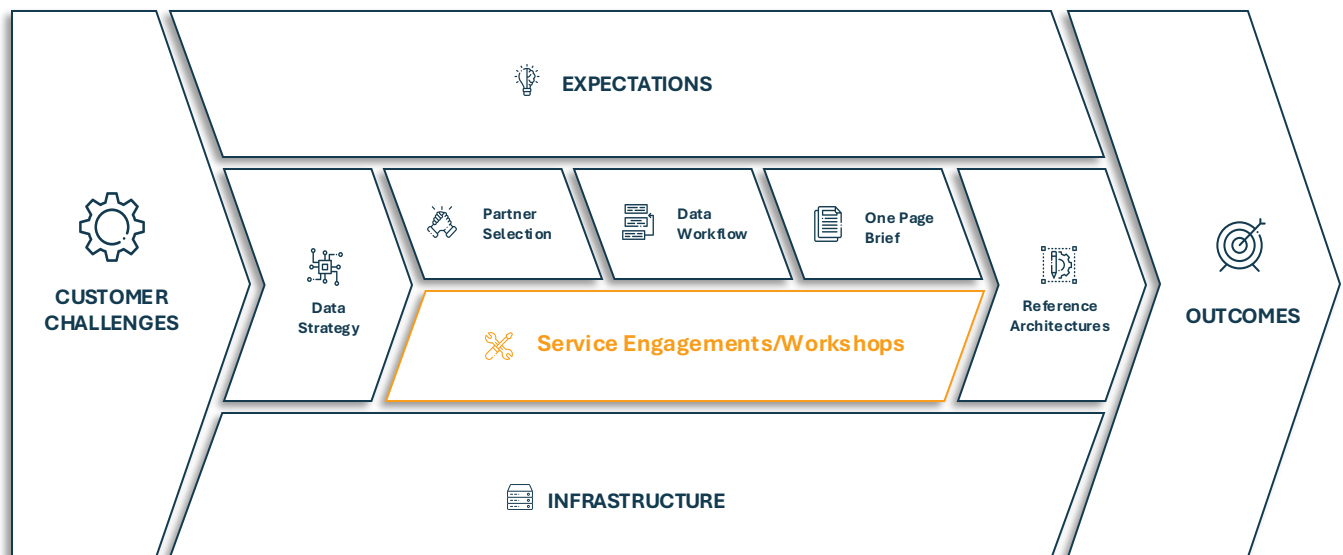 EXPECTATIONS
CUSTOMER
CHALLENGES
Data
Strategy
Partner
Selection
Data
Workflow
One Page
Brief
Service Engagements/Workshops
Reference
Architectures
OUTCOMES
INFRASTRUCTURE